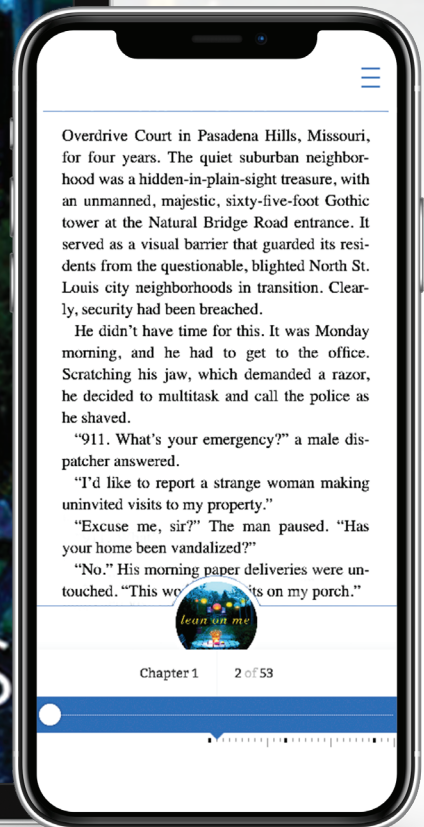 Overdrive Court in Pasadena Hills, Missouri,
for four years. The quiet suburban neighbor-
hood was a hidden-in-plain-sight treasure, with
an unmanned, majestic, sixty-five-foot Gothic
tower at the Natural Bridge Road entrance. It
served as a visual barrier that guarded its resi-
dents from the questionable, blighted North St.
Louis city neighborhoods in transition. Clear-
ly, security had been breached.
He didn’t have time for this. It was Monday
morning, and he had to get to the office.
Scratching his jaw, which demanded a razor,
he decided to multitask and call the police as
he shaved.
“911. What’s your emergency?” a male dis-
patcher answered.
“I’d like to report a strange woman making
uninvited visits to my property.”
“Excuse me, sir?” The man paused. “Has
your home been vandalized?”
“No.” His morning paper deliveries were un-
touched. “This on my porch.”
lean on me
Chapter 1 2 of 53